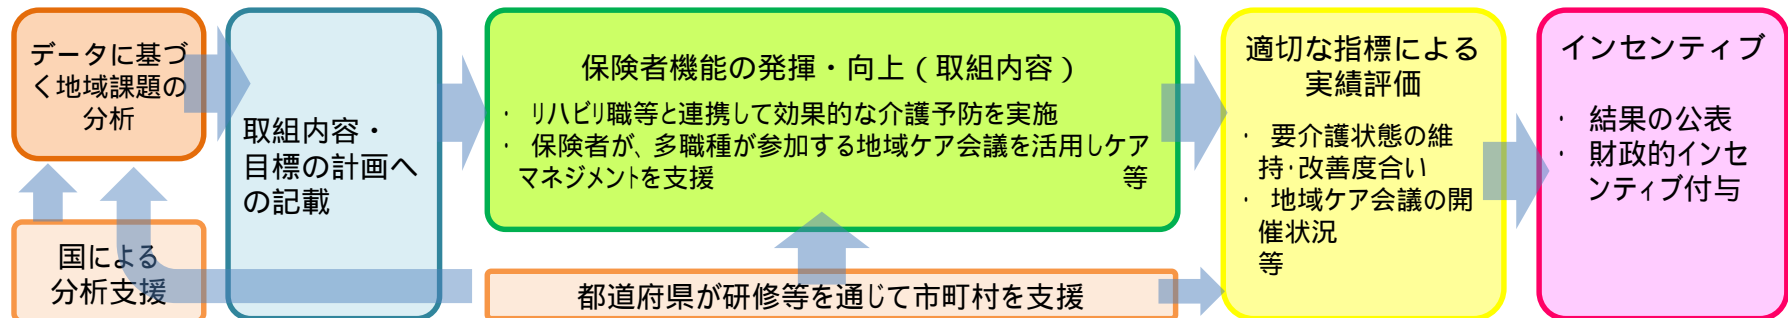 データに基づ
く地域課題の
分析
国による
分析支援
取組内容・
目標の計画へ
の記載
保険者機能の発揮・向上（取組内容）
・ リハビリ職等と連携して効果的な介護予防を実施
・ 保険者が、多職種が参加する地域ケア会議を活用しケア
マネジメントを支援 等
都道府県が研修等を通じて市町村を支援
適切な指標による
実績評価
・ 要介護状態の維
持・改善度合い
・ 地域ケア会議の開
催状況
等
インセンティブ
・ 結果の公表
・ 財政的インセ
ンティブ付与